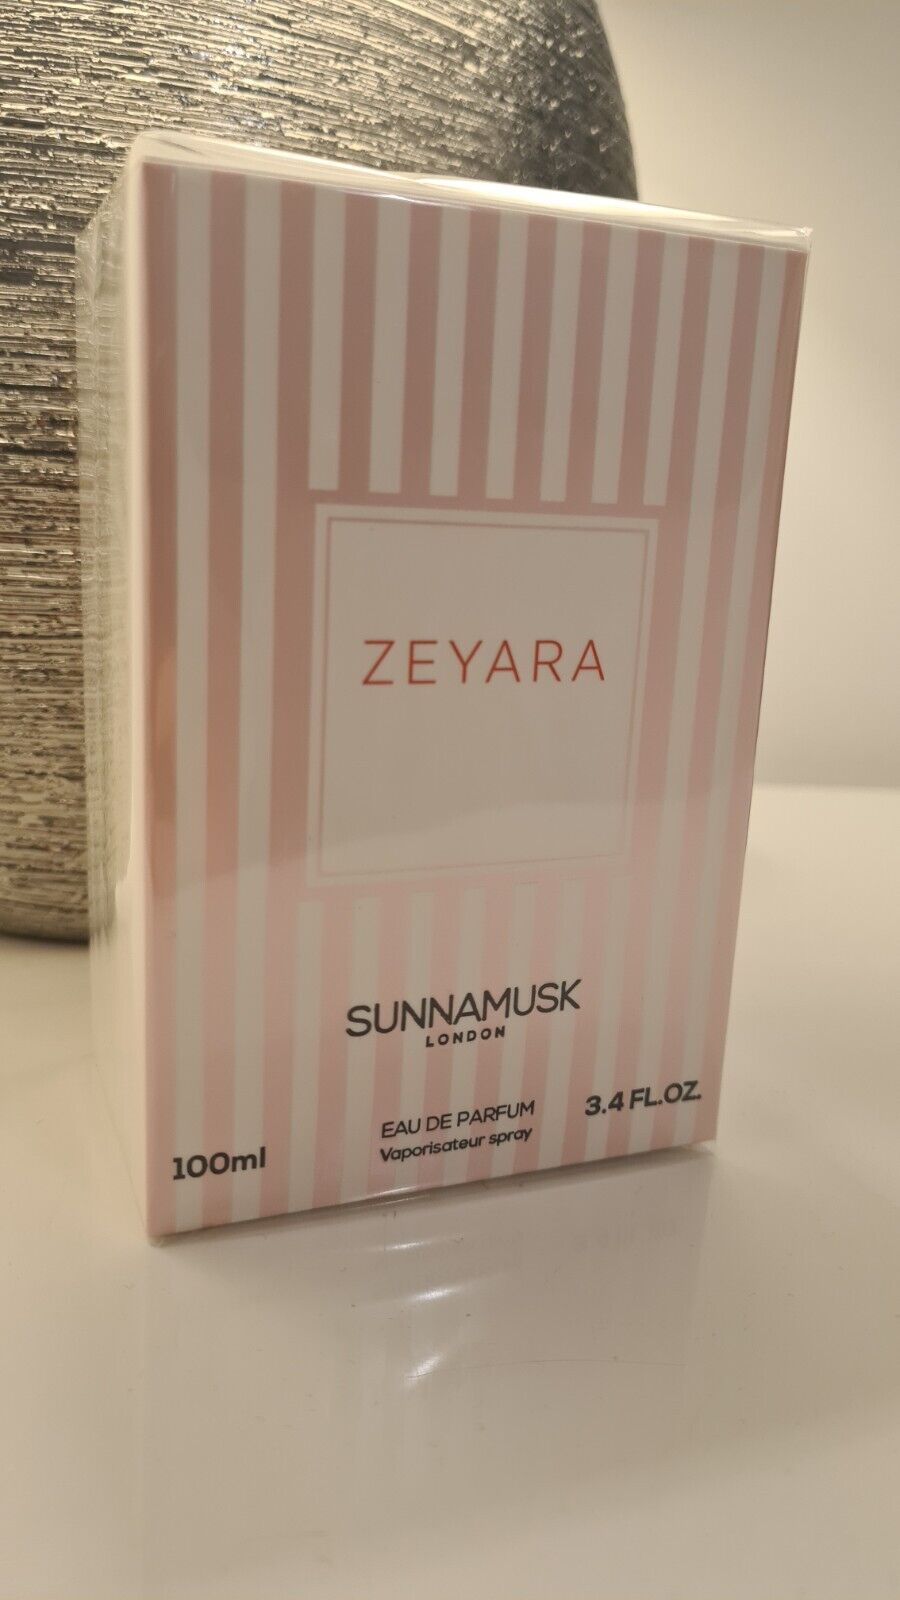 ZEYARA
SUNNAMUSK
LONDON
EAU DE PARFUM
Vaporisateur spray
100ml
3.4 FL.OZ.